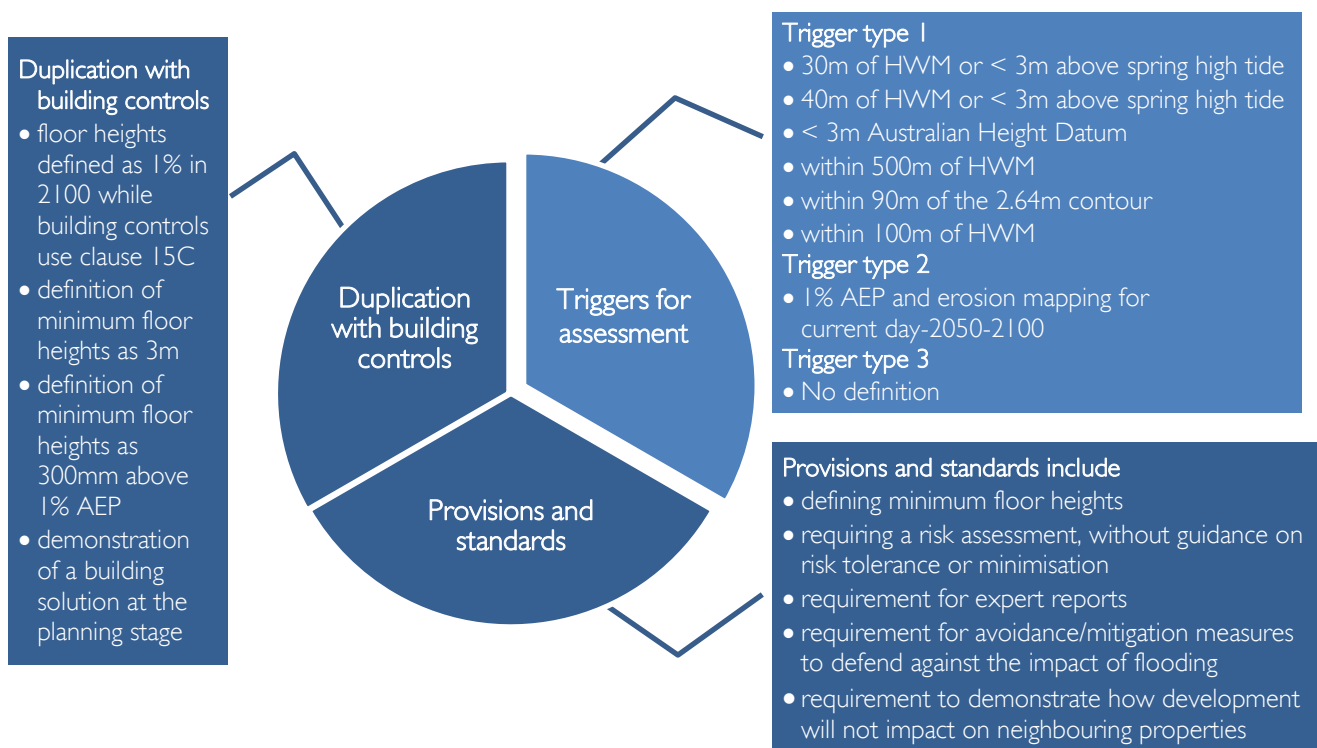 Duplication with
building controls
• floor heights
defined as 1% in
2100 while
building controls
use clause 15C
• definition of
minimum floor
heights as 3m
• definition of
minimum floor
heights as
300mm above
1% AEP
• demonstration
of a building
solution at the
planning stage
Duplication
with building
controls
Triggers for
assessment
Provisions and
standards
Trigger type 1
• 30m of HWM or < 3m above spring high tide
• 40m of HWM or < 3m above spring high tide
• < 3m Australian Height Datum
• within 500m of HWM
• within 90m of the 2.64m contour
• within 100m of HWM
Trigger type 2
• 1% AEP and erosion mapping for
current day-2050-2100
Trigger type 3
• No definition
Provisions and standards include
• defining minimum floor heights
• requiring a risk assessment, without guidance on
risk tolerance or minimisation
• requirement for expert reports
• requirement for avoidance/mitigation measures
to defend against the impact of flooding
• requirement to demonstrate how development
will not impact on neighbouring properties